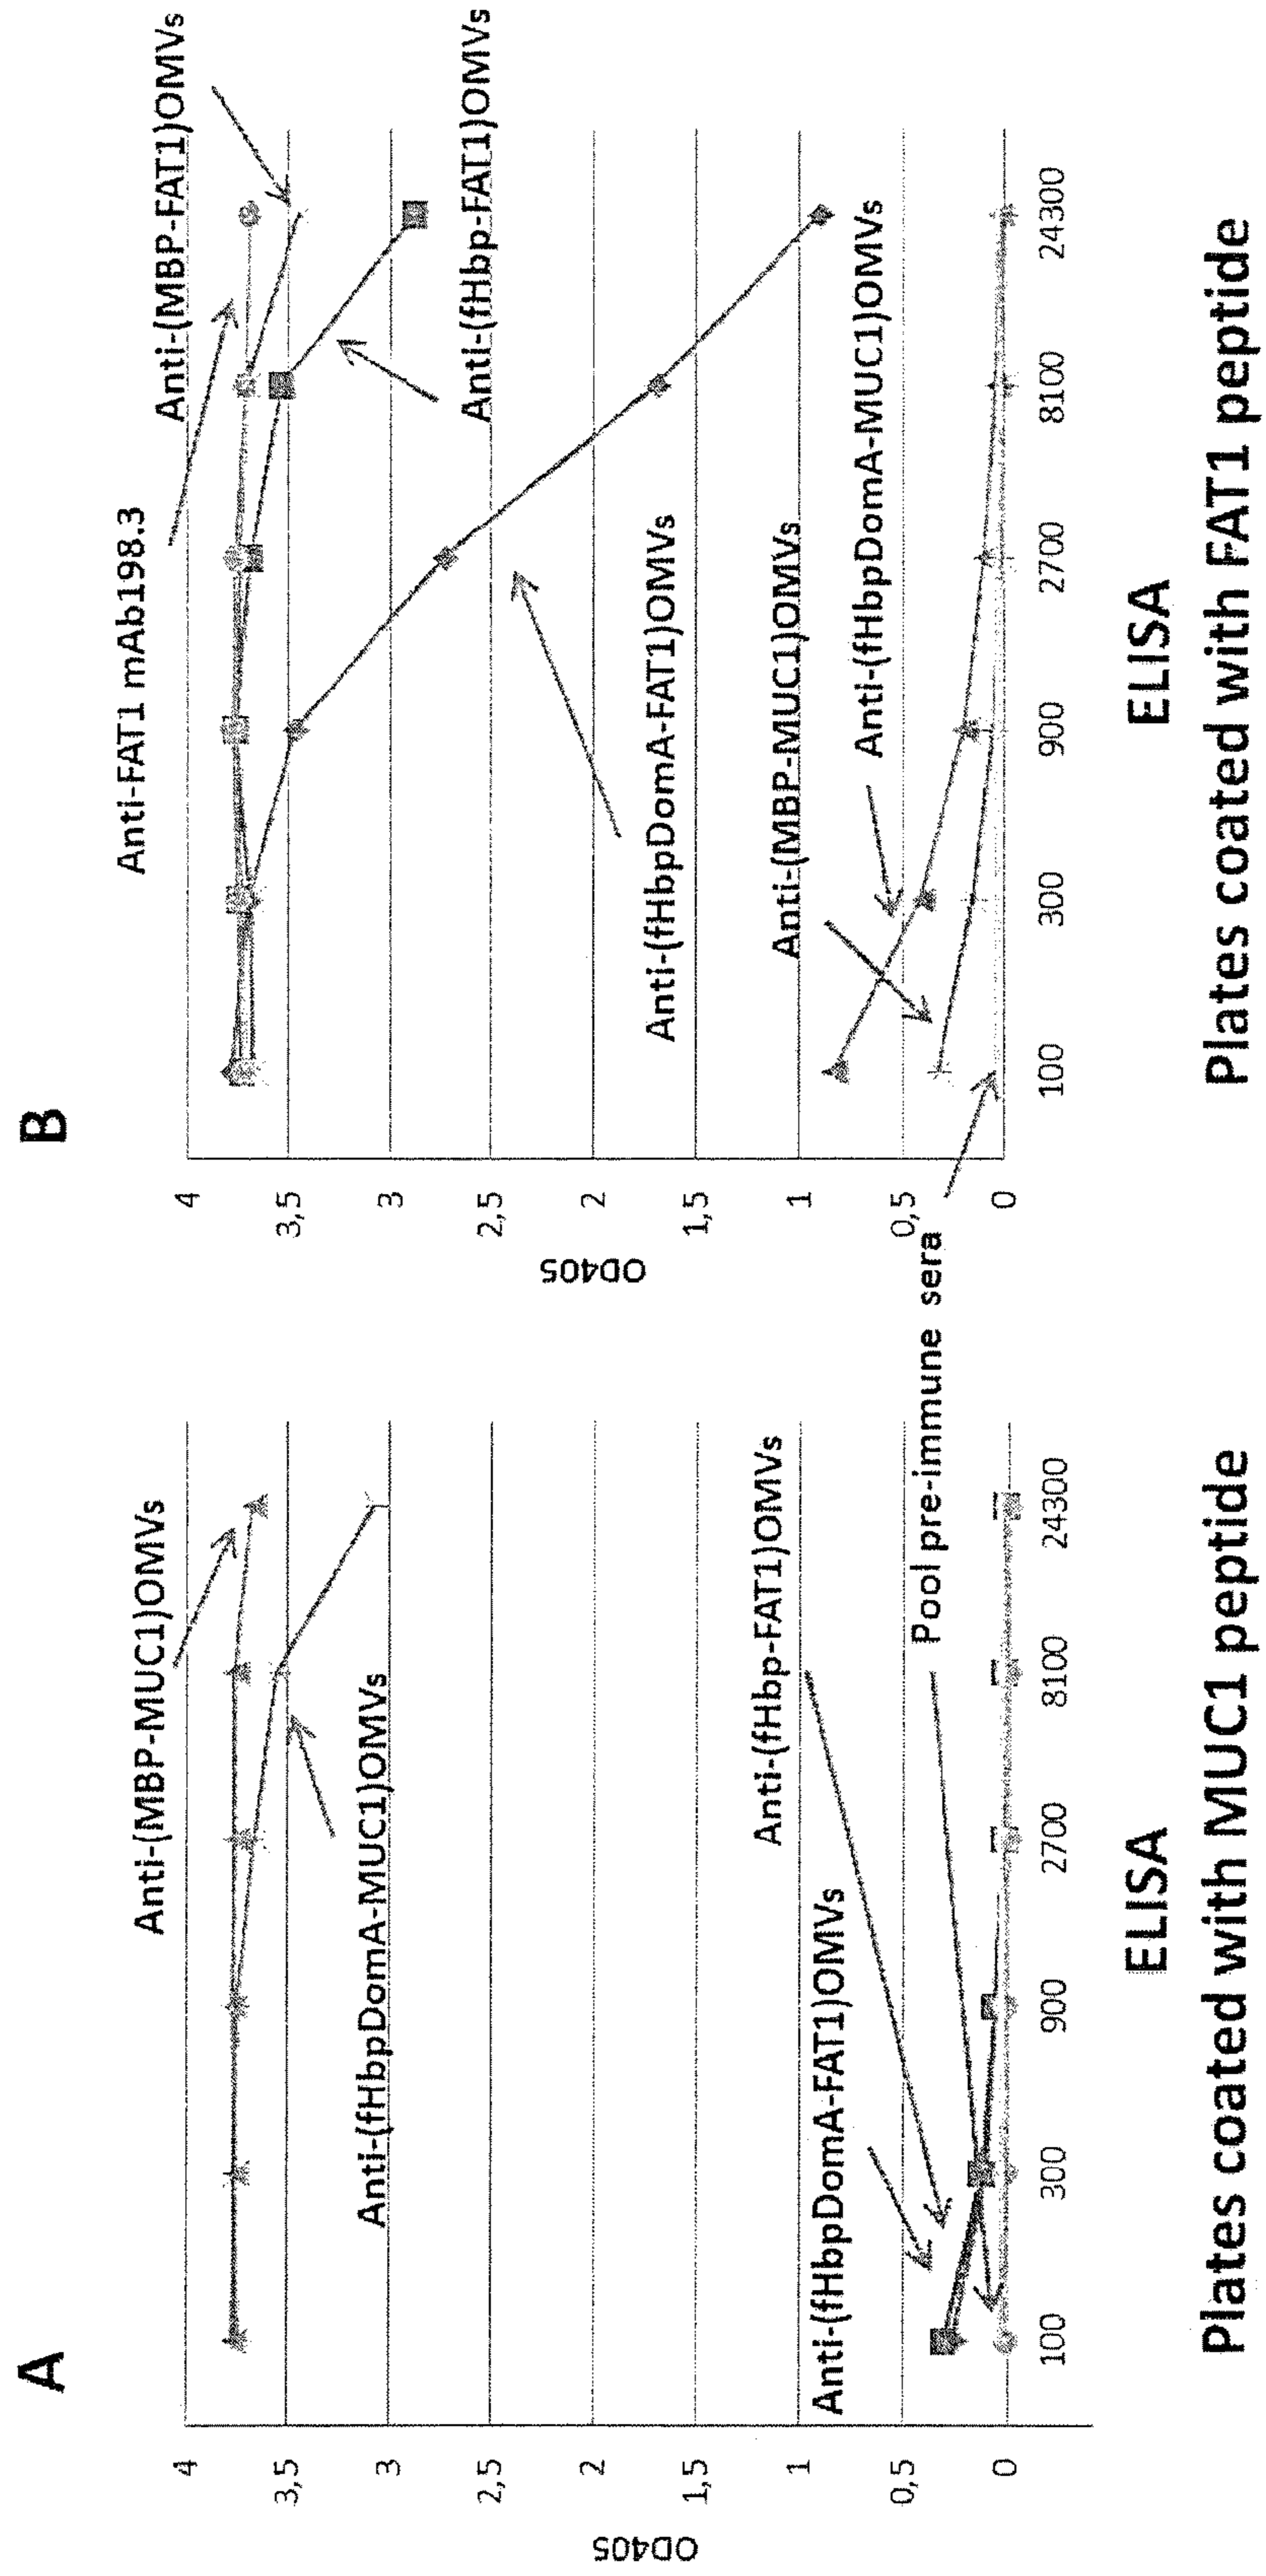 A
Anti-(MBP-MUC1)OMVs
Anti-(fHbpDomA-MUC1)OMVs
Anti-(fHbp-FAT1)OMVs
Anti-(fHbpDomA-FAT1)OMVs
Pool pre-immune sera
OD405
4
3,5
3
2,5
2
1,5
1
0,5
0
100 300 900 2700 8100 24300
ELISA
Plates coated with MUC1 peptide
B
Anti-FAT1 mAb198.3
Anti-(MBP-FAT1)OMVs
Anti-(fHbp-FAT1)OMVs
Anti-(fHbpDomA-FAT1)OMVs
Anti-(MBP-MUC1)OMVs
Anti-(fHbpDomA-MUC1)OMVs
OD405
4
3,5
3
2,5
2
1,5
1
0,5
0
100 300 900 2700 8100 24300
ELISA
Plates coated with FAT1 peptide